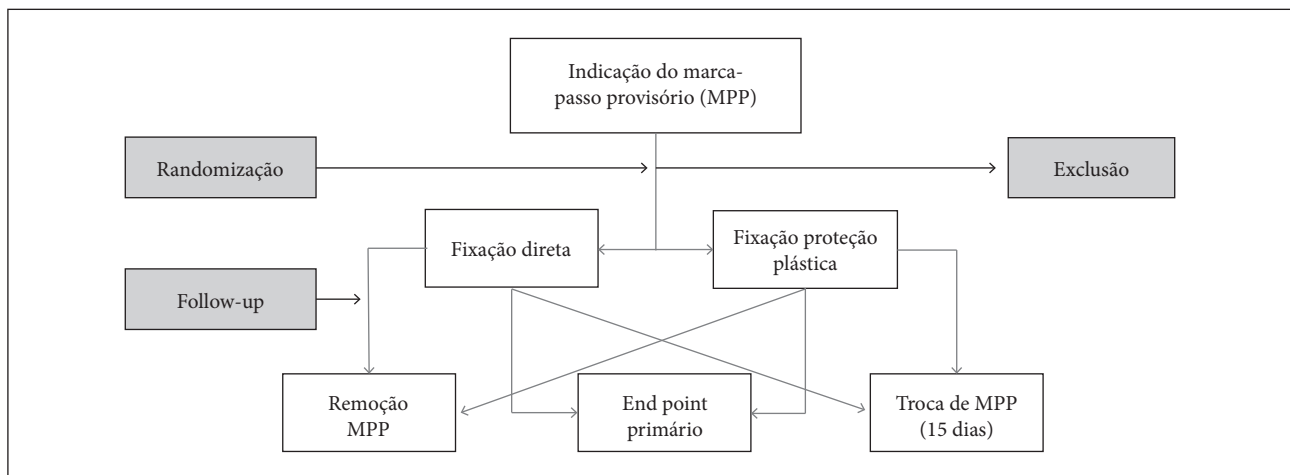 Indicação do marca-
passo provisório (MPP)
Randomização
Exclusão
Fixação direta
Fixação proteção
plástica
Follow-up
Remoção
MPP
End point
primário
Troca de MPP
(15 dias)